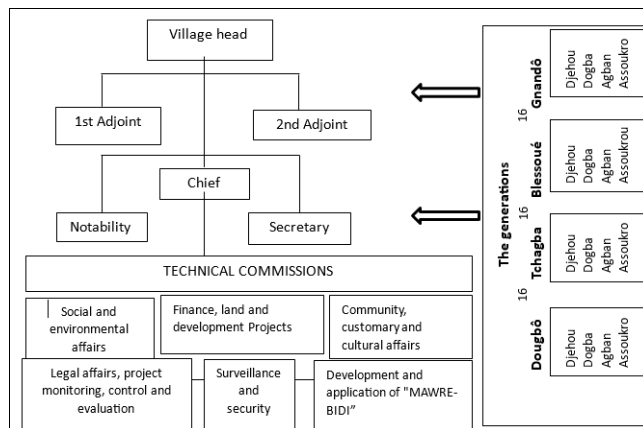 Village head
1st Adjoint
2nd Adjoint
Chief
Notability
Secretary
TECHNICAL COMMISSIONS
Social and
environmental
affairs
Finance, land and
development Projects
Community,
customary and
cultural affairs
Legal affairs, project
monitoring, control and
evaluation
Surveillance
and
security
Development and
application of "MAWRE-
BIDI”
The generations
Gnandô
Djehou
Dogba
Agban
Assoukro
16
Blessoué
Djehou
Dogba
Agban
Assoukrou
16
Tchagba
Djehou
Dogba
Agban
Assoukro
16
Dougbô
Djehou
Dogba
Agban
Assoukro